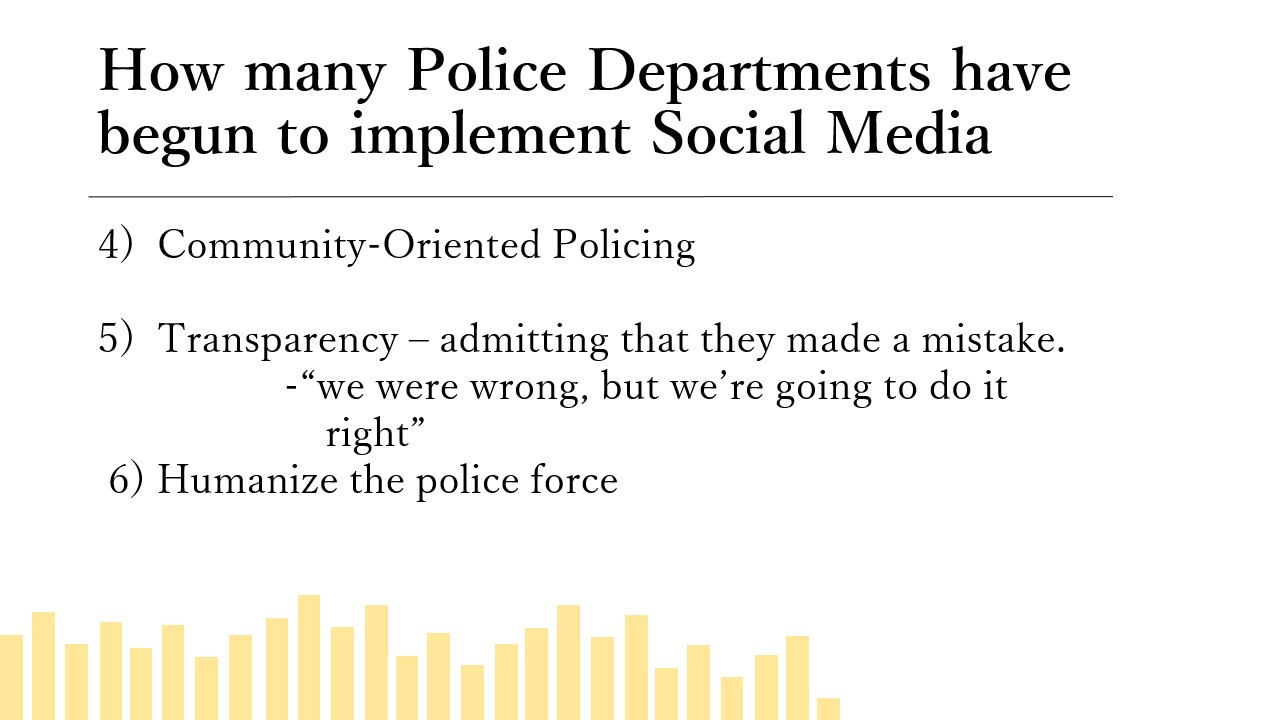 How many Police Departments have
begun to implement Social Media
4) Community-Oriented Policing
5) Transparency – admitting that they made a mistake.
-“we were wrong, but we’re going to do it
right”
6) Humanize the police force